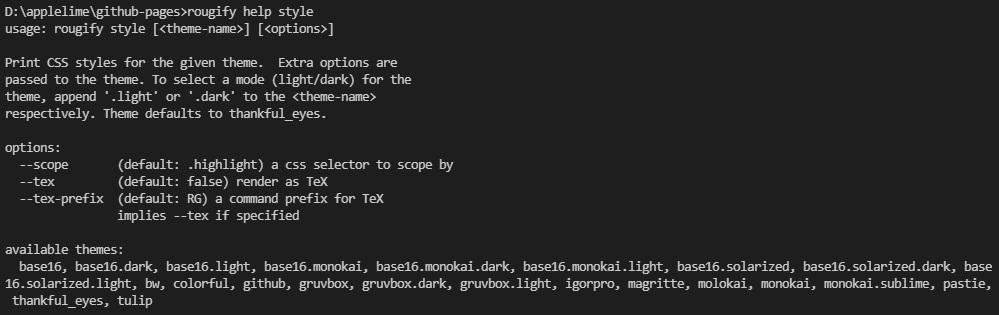 D:\applelime\github-pages>rougify help style
usage: rougify style [<theme-name>] [<options>]

Print CSS styles for the given theme.  Extra options are
passed to the theme. To select a mode (light/dark) for the
theme, append '.light' or '.dark' to the <theme-name>
respectively. Theme defaults to thankful_eyes.

options:
  --scope       (default: .highlight) a css selector to scope by
  --tex         (default: false) render as TeX
  --tex-prefix  (default: RG) a command prefix for TeX
                implies --tex if specified

available themes:
  base16, base16.dark, base16.light, base16.monokai, base16.monokai.dark, base16.monokai.light, base16.solarized, base16.solarized.dark, base
16.solarized.light, bw, colorful, github, gruvbox, gruvbox.dark, gruvbox.light, igorpro, magritte, molokai, monokai, monokai.sublime, pastie,
 thankful_eyes, tulip